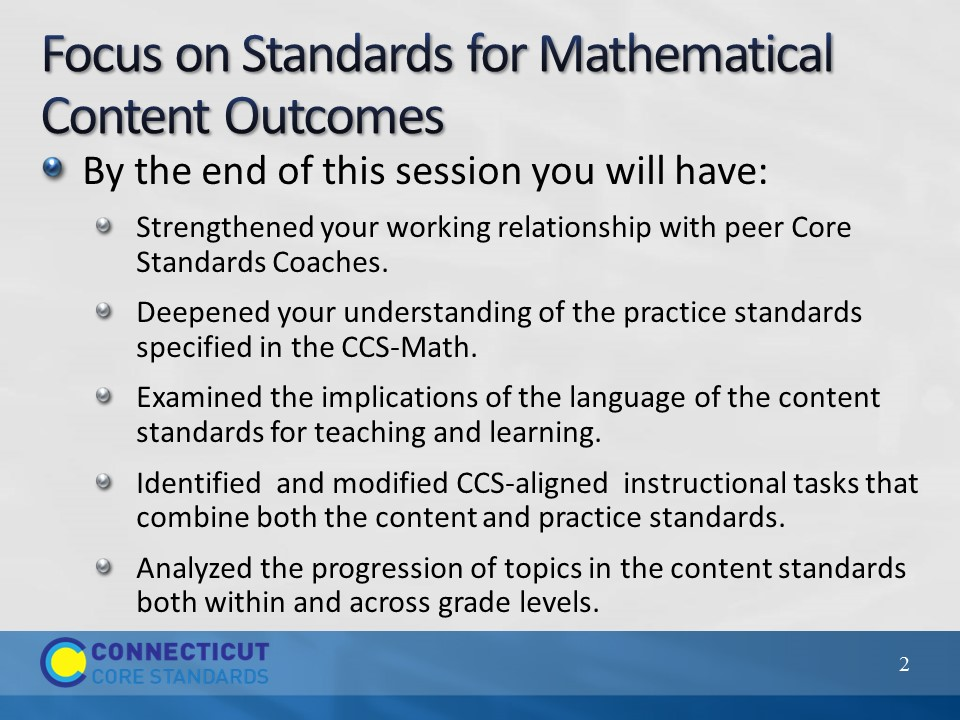 Focus on Standards for Mathematical
Content Outcomes
By the end of this session you will have:
Strengthened your working relationship with peer Core
Standards Coaches.
Deepened your understanding of the practice standards
specified in the CCS-Math.
Examined the implications of the language of the content
standards for teaching and learning.
Identified  and modified CCS-aligned  instructional tasks that
combine both the content and practice standards.
Analyzed the progression of topics in the content standards
both within and across grade levels.
CONNECTICUT
CORE STANDARDS
2